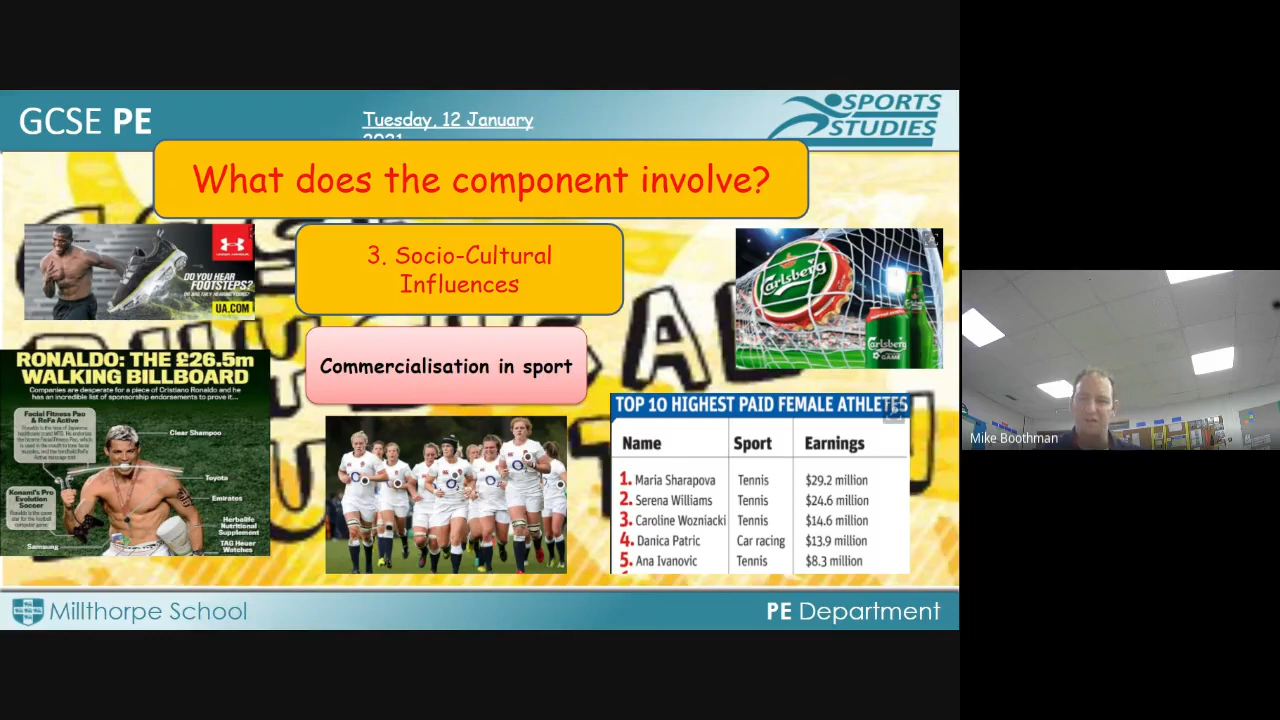 GCSE PE
Tuesday, 12 January
2021
SPORTS
STUDIES
What does the component involve?
3. Socio-Cultural
Influences
Commercialisation in sport
UNDER ARMOUR
DO YOU HEAR
FOOTSTEPS?
UA.COM
Carlsberg
Carlsberg
RONALDO: THE £26.5m
WALKING BILLBOARD
Companies are desperate for a piece of Cristiano Ronaldo and he
has an incredible list of sponsorship endorsements to prove it...
Facial Fitness Pao
& ReFa Active
Clear Shampoo
Toyota
Konami's Pro
Evolution
Soccer
Emirates
Herbalife
Nutritional
Supplement
Samsung
TAG Heuer
Watches
TOP 10 HIGHEST PAID FEMALE ATHLETES
Name Sport Earnings
1. Maria Sharapova Tennis $29.2 million
2. Serena Williams Tennis $24.6 million
3. Caroline Wozniacki Tennis $14.6 million
4. Danica Patric Car racing $13.9 million
5. Ana Ivanovic Tennis $8.3 million
Millthorpe School
PE Department
Mike Boothman